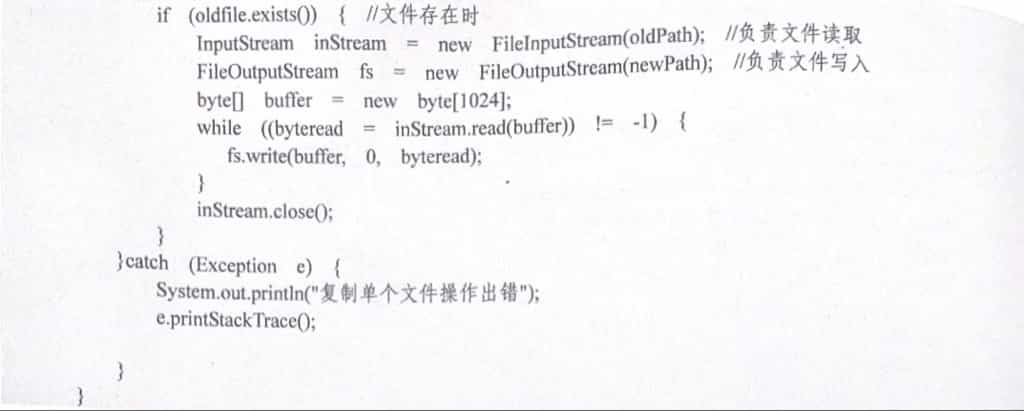 if (oldfile.exists()) { //文件存在时
InputStream inStream = new FileInputStream(oldPath); //负责文件读取
FileOutputStream fs = new FileOutputStream(newPath); //负责文件写入
byte[] buffer = new byte[1024];
while ((byteread = inStream.read(buffer)) != -1) {
fs.write(buffer, 0, byteread);
}
inStream.close();
}
}catch (Exception e) {
System.out.println("复制单个文件操作出错");
e.printStackTrace();
}
}